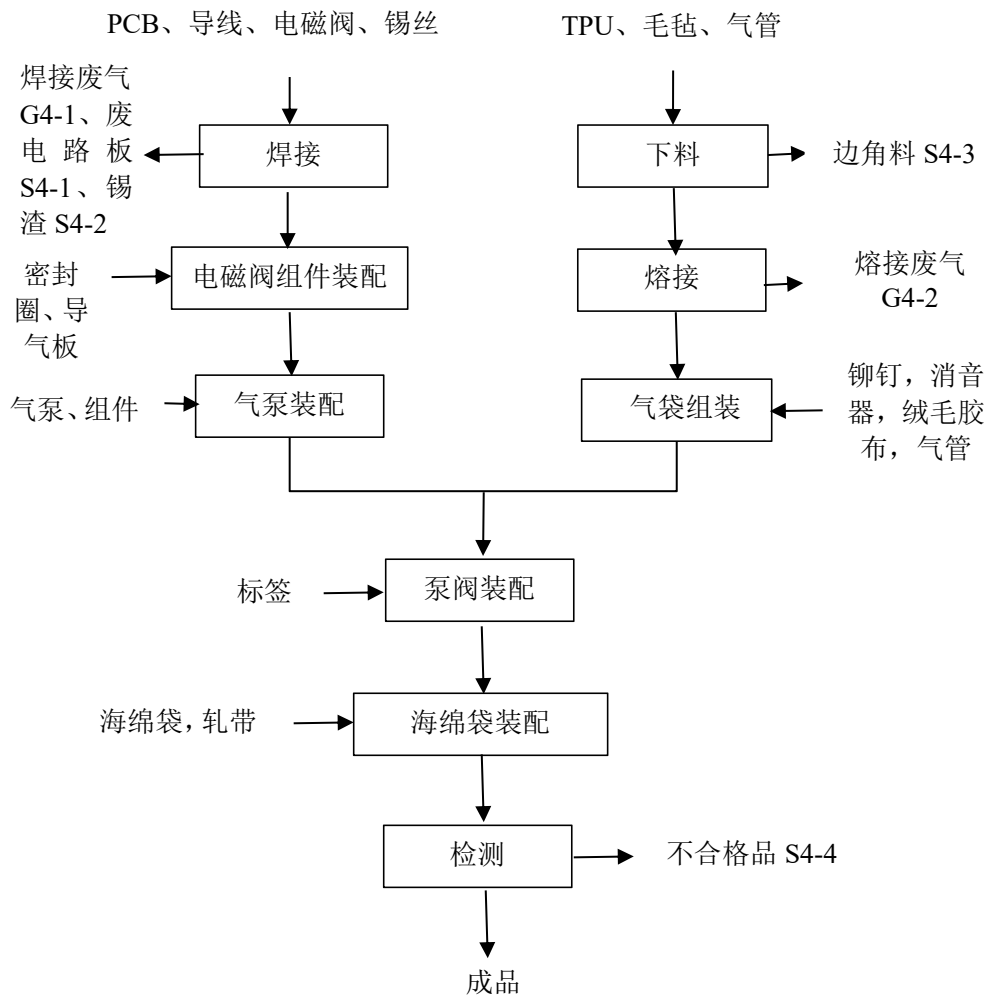 PCB、导线、电磁阀、锡丝
TPU、毛毡、气管
焊接废气
G4-1、废
电路板
S4-1、锡
渣 S4-2
焊接
下料
边角料 S4-3
密封
圈、导
气板
电磁阀组件装配
熔接
熔接废气
G4-2
气泵、组件
气泵装配
气袋组装
铆钉，消音
器，绒毛胶
布，气管
标签
泵阀装配
海绵袋，轧带
海绵袋装配
检测
不合格品 S4-4
成品